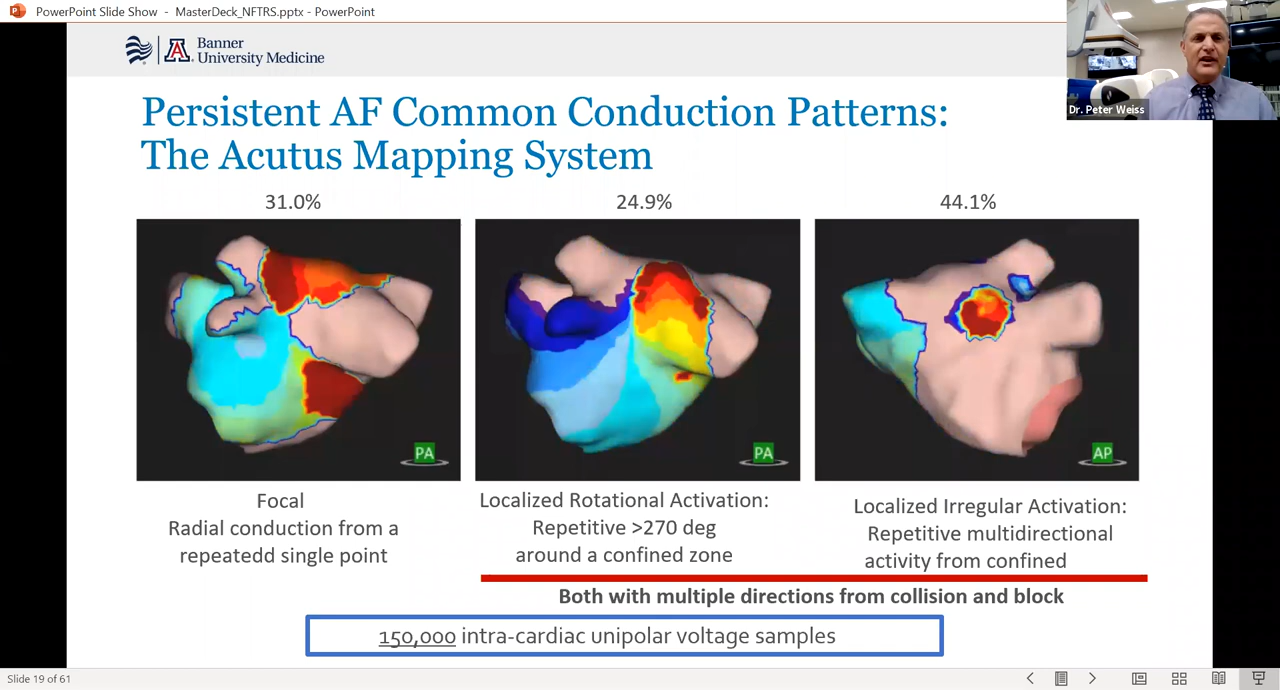 PowerPoint Slide Show - MasterDeck_NFTRS.pptx - PowerPoint
Banner
University Medicine
A
Dr. Peter Weiss
Persistent AF Common Conduction Patterns:
The Acutus Mapping System
31.0%
24.9%
44.1%
PA
PA
AP
Focal
Radial conduction from a
repeatedd single point
Localized Rotational Activation:
Repetitive >270 deg
around a confined zone
Localized Irregular Activation:
Repetitive multidirectional
activity from confined
Both with multiple directions from collision and block
150,000 intra-cardiac unipolar voltage samples
Slide 19 of 61